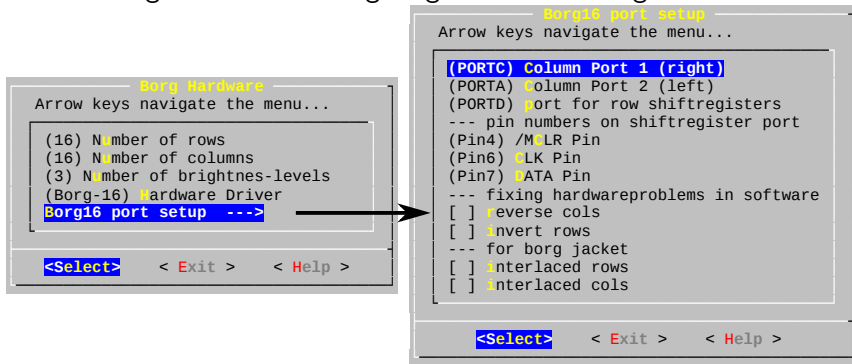 Borg Hardware
Arrow keys navigate the menu...
(16) Number of rows
(16) Number of columns
(3) Number of brightnes-levels
(Borg-16) Hardware Driver
Borg16 port setup --->
<Select> < Exit > < Help >
Borg16 port setup
Arrow keys navigate the menu...
(PORTC) Column Port 1 (right)
(PORTA) Column Port 2 (left)
(PORTD) port for row shiftregisters
--- pin numbers on shiftregister port
(Pin4) /MCLR Pin
(Pin6) CLK Pin
(Pin7) DATA Pin
--- fixing hardwareproblems in software
[ ] reverse cols
[ ] invert rows
--- for borg jacket
[ ] interlaced rows
[ ] interlaced cols
<Select> < Exit > < Help >